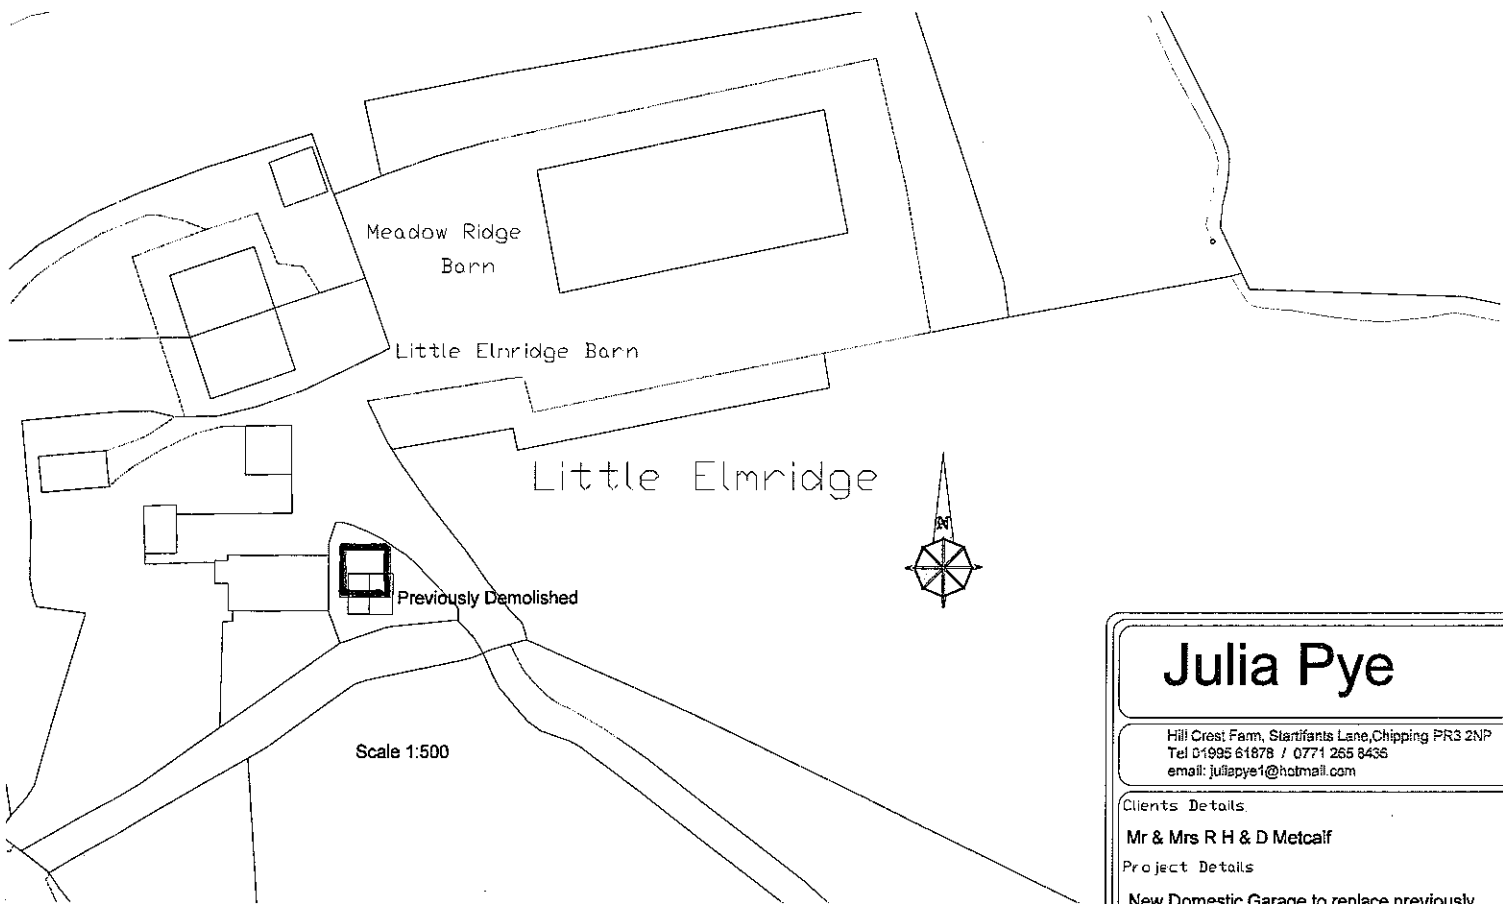 Meadow Ridge
Barn
Little Elmridge Barn
Little Elmridge
N
Previously Demolished
Scale 1:500
Julia Pye
Hill Crest Farm, Startifants Lane,Chipping PR3 2NP
Tel 01995 61878 / 0771 265 8435
email: juliapye1@hotmail.com
Clients Details
Mr & Mrs R H & D Metcalf
Project Details
New Domestic Garage to replace previously